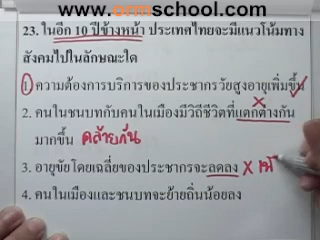 www.ormschool.com
23. ในอีก 10 ปีข้างหน้า ประเทศไทยจะมีแนวโน้มทาง
สังคมไปในลักษณะใด
1. ความต้องการบริการของประชากรวัยสูงอายุเพิ่มขึ้น
2. คนในชนบทกับคนในเมืองมีวิถีชีวิตที่แตกต่างกัน
มากขึ้น คล้ายกัน
3. อายุขัยโดยเฉลี่ยของประชากรจะลดลง
4. คนในเมืองและชนบทจะย้ายถิ่นน้อยลง